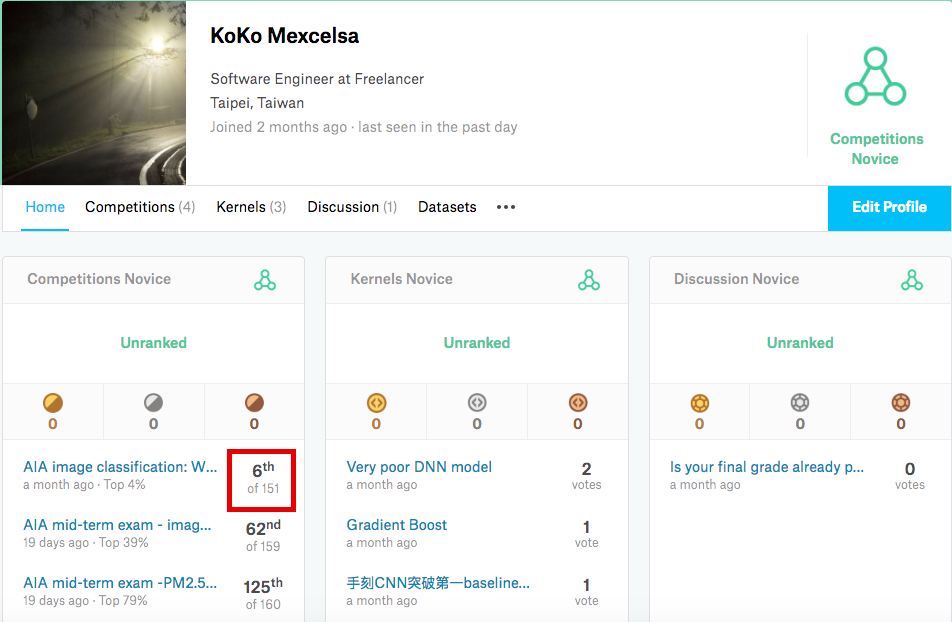 KoKo Mexcelsa
Software Engineer at Freelancer
Taipei, Taiwan
Joined 2 months ago · last seen in the past day
Competitions
Novice
Home Competitions (4) Kernels (3) Discussion (1) Datasets •••
Edit Profile
Competitions Novice
Unranked
0 0 0
AIA image classification: W... 6th
a month ago · Top 4% of 151
AIA mid-term exam - imag... 62nd
19 days ago · Top 39% of 159
AIA mid-term exam -PM2.5... 125th
19 days ago · Top 79% of 160
Kernels Novice
Unranked
0 0 0
Very poor DNN model 2
a month ago votes
Gradient Boost 1
a month ago vote
手刻CNN突破第一baseline... 1
a month ago vote
Discussion Novice
Unranked
0 0 0
Is your final grade already p... 0
a month ago votes